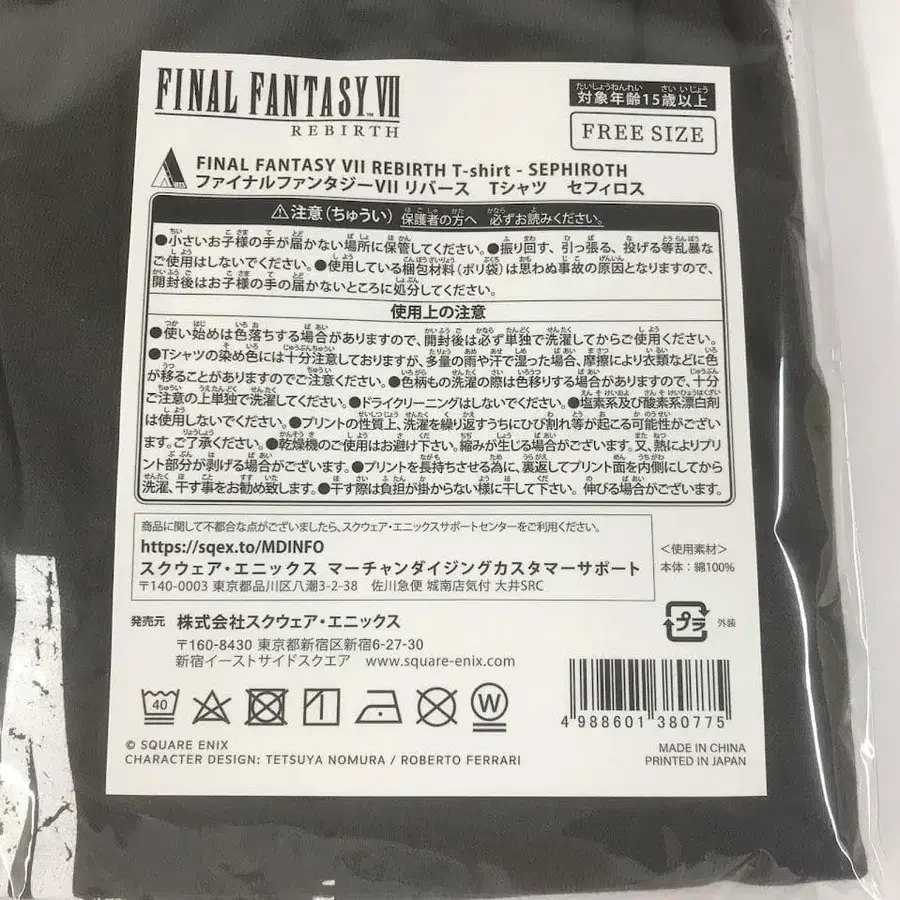 FINAL FANTASY VII
REBIRTH
対象年齢15歳以上
FREE SIZE
FINAL FANTASY VII REBIRTH T-shirt - SEPHIROTH
ファイナルファンタジーVII リバース Tシャツ セフィロス
⚠注意(ちゅうい) 保護者の方へ 必ずお読みください。
●小さいお子様の手が届かない場所に保管してください。●振り回す、引っ張る、投げる等乱暴な
ご使用はしないでください。●使用している梱包材料(ポリ袋)は思わぬ事故の原因となりますので、
開封後はお子様の手の届かないところに処分してください。
使用上の注意
●使い始めは色落ちする場合がありますので、開封後は必ず単独で洗濯してからご使用ください。
●Tシャツの染め色には十分注意しておりますが、多量の雨や汗で湿った場合、摩擦により衣類などに色
が移ることがありますのでご注意ください。●色柄もの洗濯の際は色移りする場合がありますので、十分
ご注意の上単独で洗濯してください。●ドライクリーニングはしないでください。●塩素系及び酸素系漂白剤
は使用しないでください。●プリントの性質上、洗濯を繰り返すうちにひび割れ等が起こる可能性がござい
ます。ご了承ください。●乾燥機のご使用はお避け下さい。縮みが生じる場合がございます。又、熱によりプリ
ント部分が剥げる場合がございます。●プリントを長持ちさせる為に、裏返してプリント面を内側にしてから
洗濯、干す事をお勧め致します。●干す際は負担が掛からない様に干して下さい。伸びる場合がございます。
商品に関して不都合な点がございましたら、スクウェア・エニックスサポートセンターをご利用ください。
https://sqex.to/MDINFO
スクウェア・エニックス マーチャンダイジングカスタマーサポート
〒140-0003 東京都品川区八潮3-2-38 佐川急便 城南店気付 大井SRC
<使用素材>
本体:綿100%
発売元 株式会社スクウェア・エニックス
〒160-8430 東京都新宿区新宿6-27-30
新宿イーストサイドスクエア www.square-enix.com
プラ 外装
40
W
4 988601 380775
© SQUARE ENIX
CHARACTER DESIGN: TETSUYA NOMURA / ROBERTO FERRARI
MADE IN CHINA
PRINTED IN JAPAN